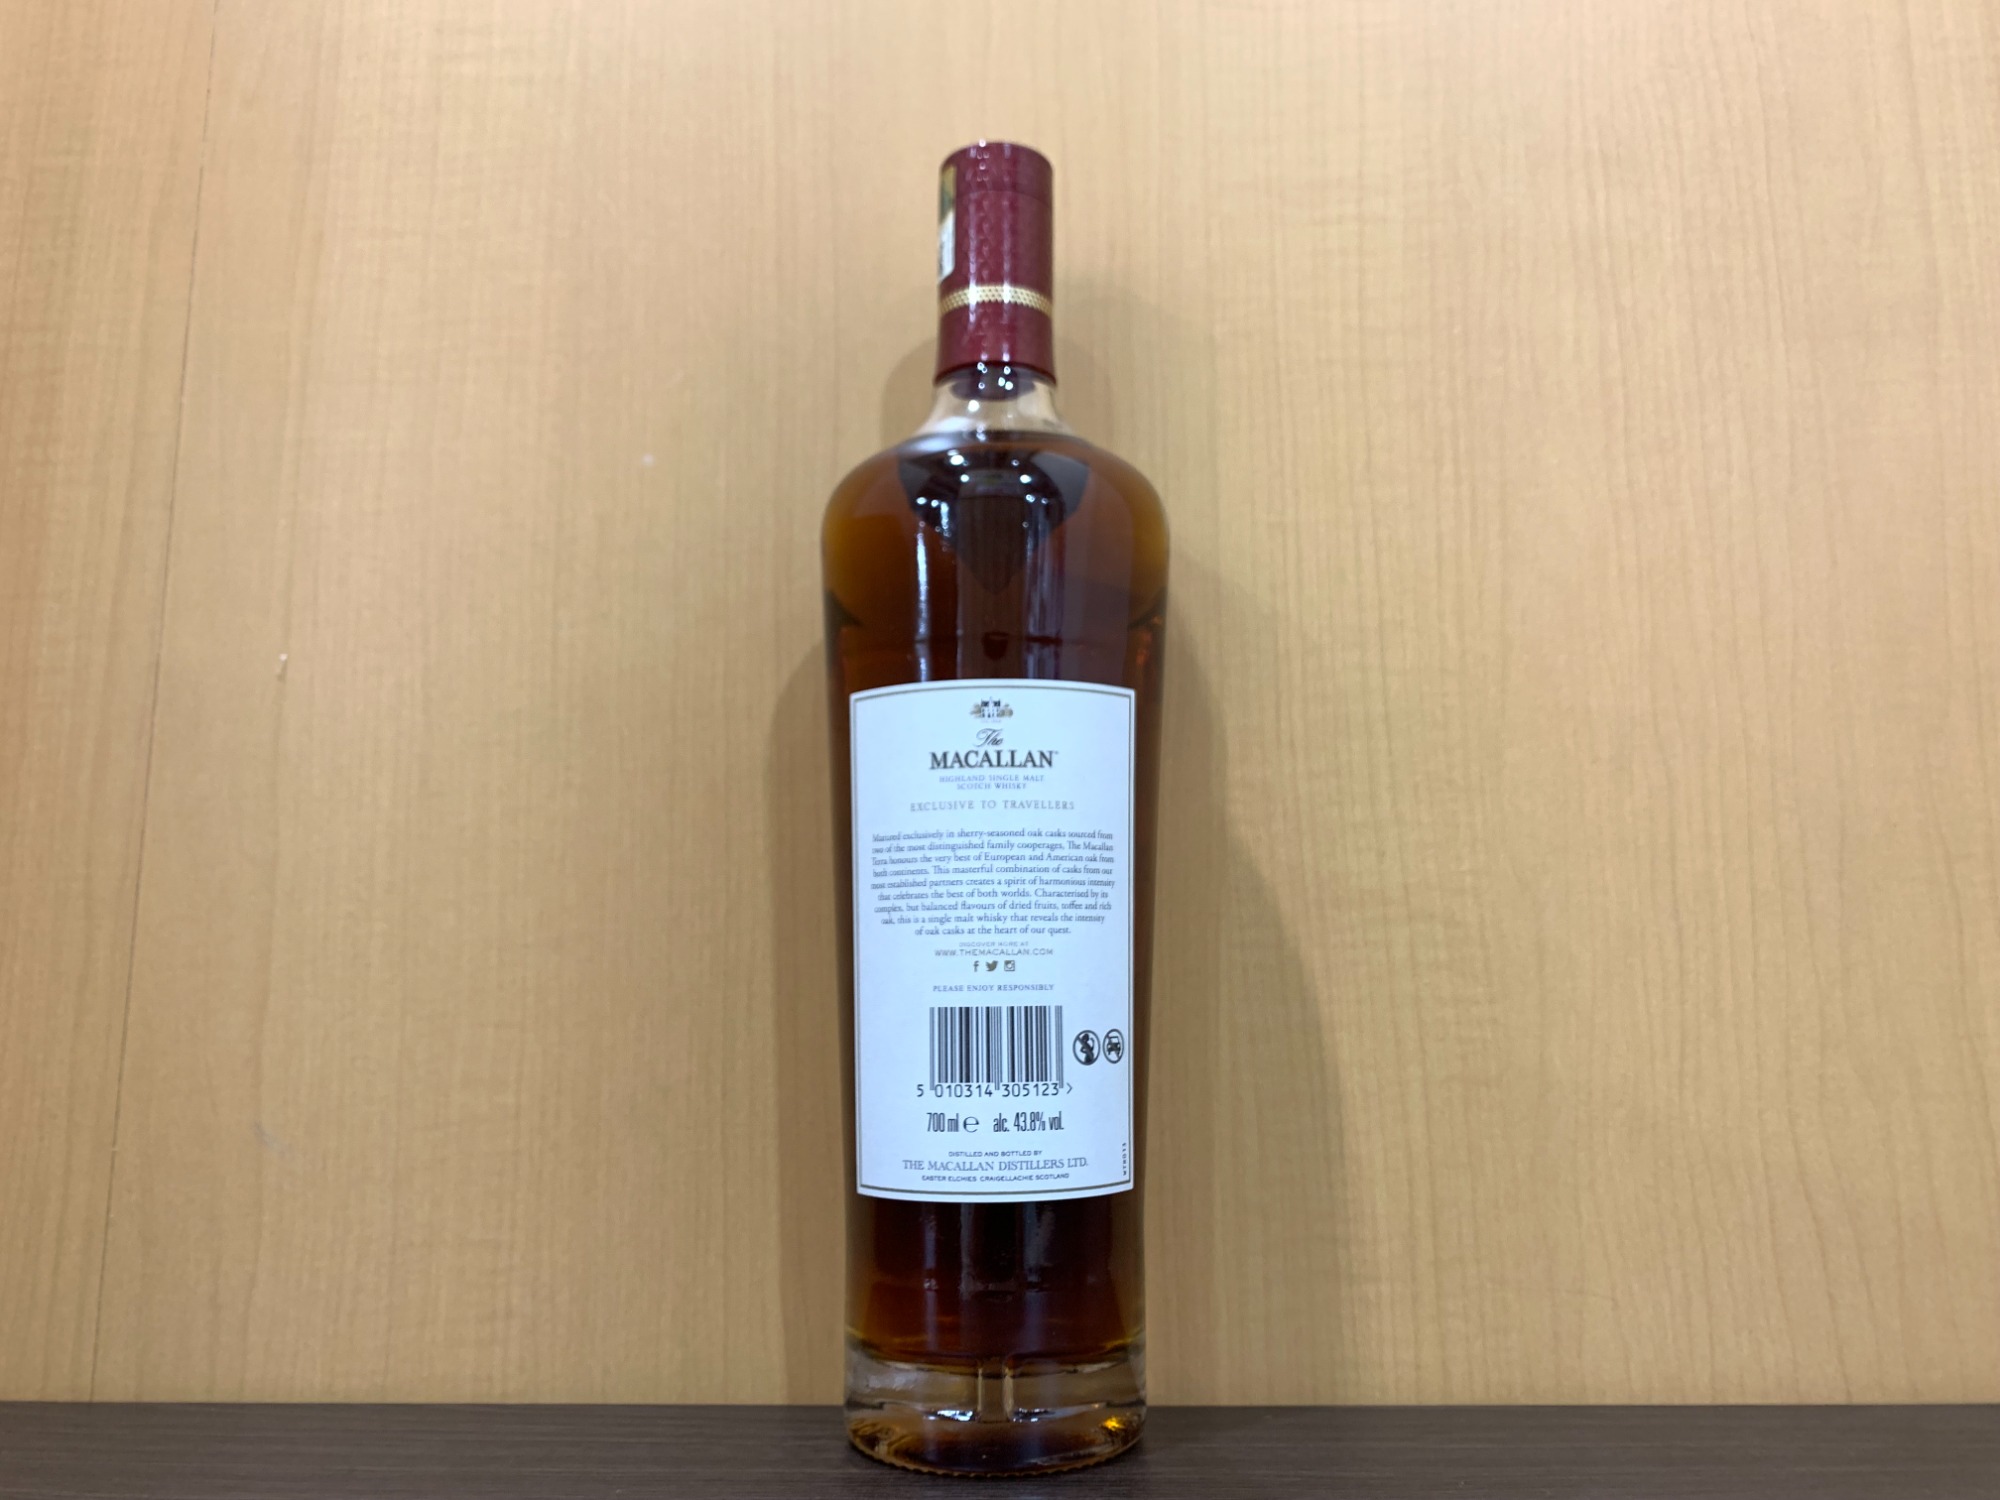 The
MACALLAN
HIGHLAND SINGLE MALT
SCOTCH WHISKY
EXCLUSIVE TO TRAVELLERS
Matured exclusively in sherry-seasoned oak casks sourced from
two of the most distinguished family cooperages, The Macallan
Terra honours the very best of European and American oak from
both continents. This masterful combination of casks from our
most established partners creates a spirit of harmonious intensity
that celebrates the best of both worlds. Characterised by its
complex, but balanced flavours of dried fruits, toffee and rich
oak, this is a single malt whisky that reveals the intensity
of oak casks at the heart of our quest.
DISCOVER MORE AT
WWW.THEMACALLAN.COM
PLEASE ENJOY RESPONSIBLY
5 010314 305123 >
700 ml e alc. 43.8% vol.
DISTILLED AND BOTTLED BY
THE MACALLAN DISTILLERS LTD.
EASTER ELCHIES CRAIGELLACHIE SCOTLAND